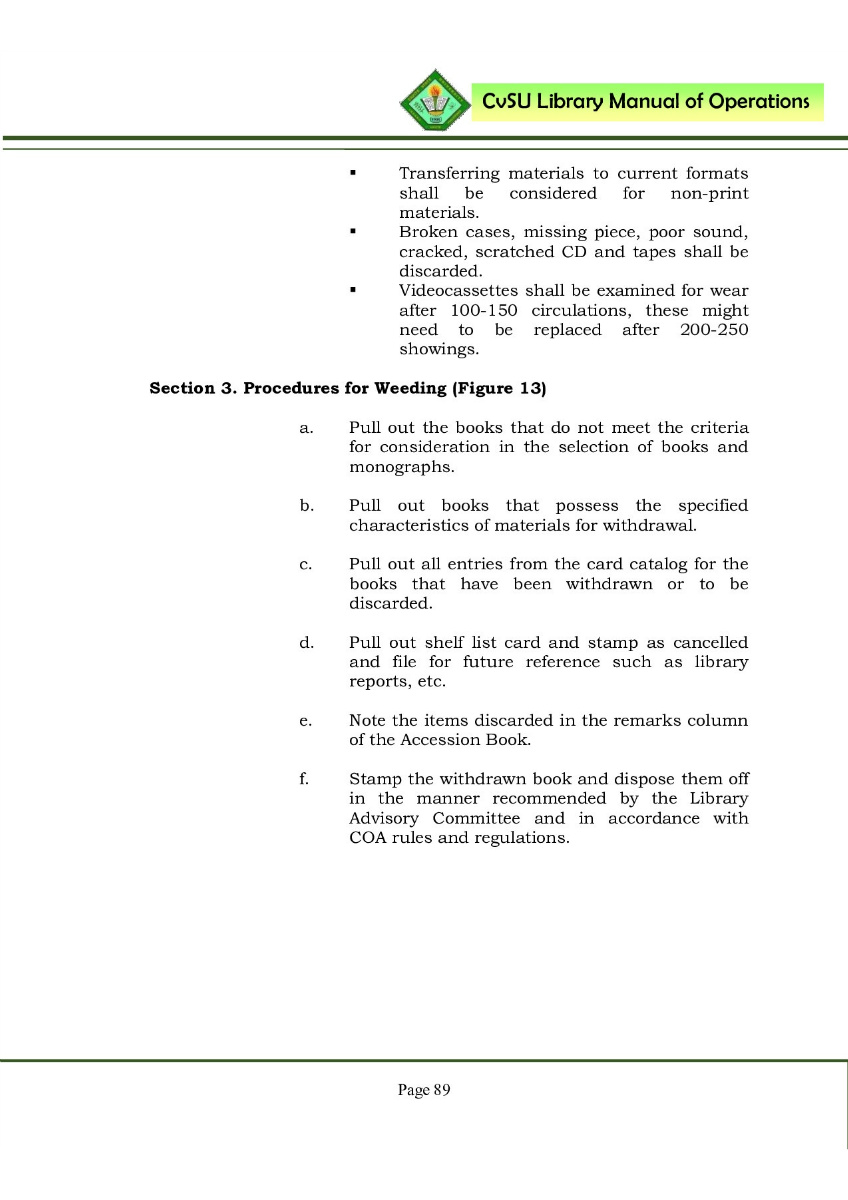 CvSU Library Manual of Operations
▪ Transferring materials to current formats
shall be considered for non-print
materials.
▪ Broken cases, missing piece, poor sound,
cracked, scratched CD and tapes shall be
discarded.
▪ Videocassettes shall be examined for wear
after 100-150 circulations, these might
need to be replaced after 200-250
showings.
Section 3. Procedures for Weeding (Figure 13)
a. Pull out the books that do not meet the criteria
for consideration in the selection of books and
monographs.
b. Pull out books that possess the specified
characteristics of materials for withdrawal.
c. Pull out all entries from the card catalog for the
books that have been withdrawn or to be
discarded.
d. Pull out shelf list card and stamp as cancelled
and file for future reference such as library
reports, etc.
e. Note the items discarded in the remarks column
of the Accession Book.
f. Stamp the withdrawn book and dispose them off
in the manner recommended by the Library
Advisory Committee and in accordance with
COA rules and regulations.
Page 89